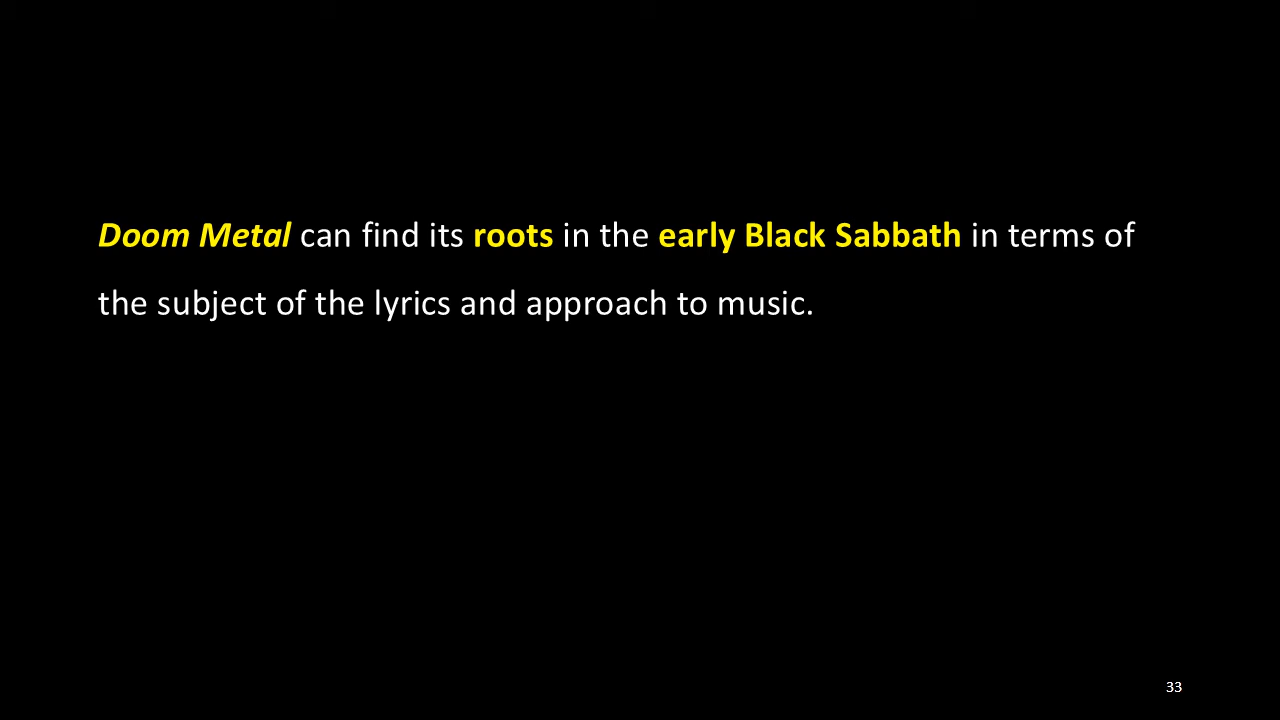 Doom Metal can find its roots in the early Black Sabbath in terms of
the subject of the lyrics and approach to music.
33